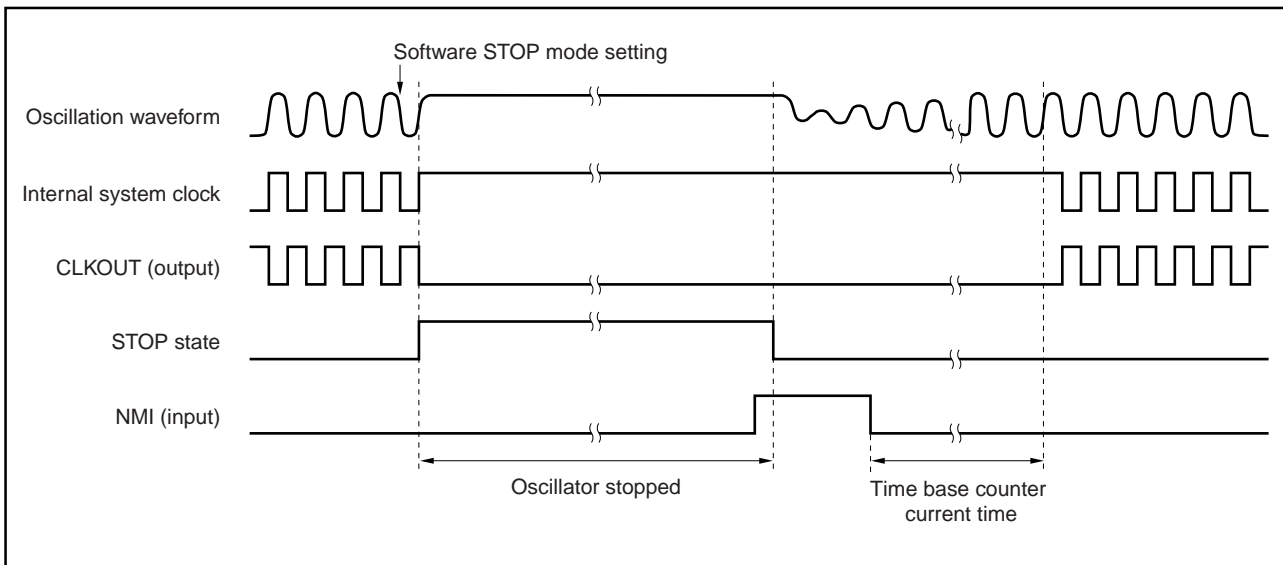 Software STOP mode setting
Oscillation waveform
Internal system clock
CLKOUT (output)
STOP state
NMI (input)
Oscillator stopped
Time base counter
current time